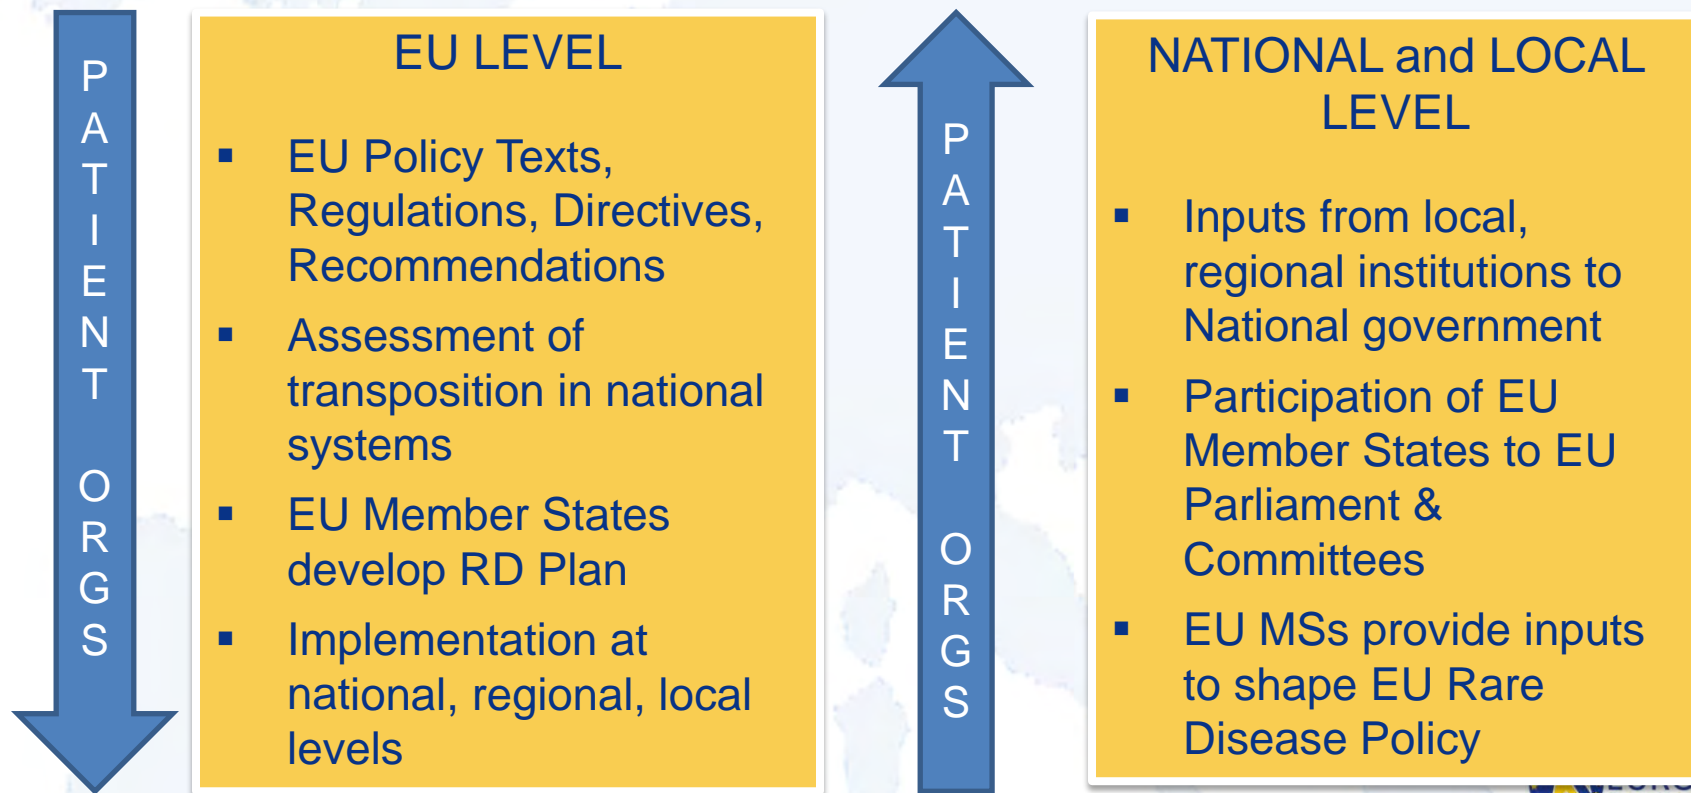 PATIENT ORGS
EU LEVEL
▪ EU Policy Texts,
Regulations, Directives,
Recommendations
▪ Assessment of
transposition in national
systems
▪ EU Member States
develop RD Plan
▪ Implementation at
national, regional, local
levels
PATIENT ORGS
NATIONAL and LOCAL
LEVEL
▪ Inputs from local,
regional institutions to
National government
▪ Participation of EU
Member States to EU
Parliament &
Committees
▪ EU MSs provide inputs
to shape EU Rare
Disease Policy